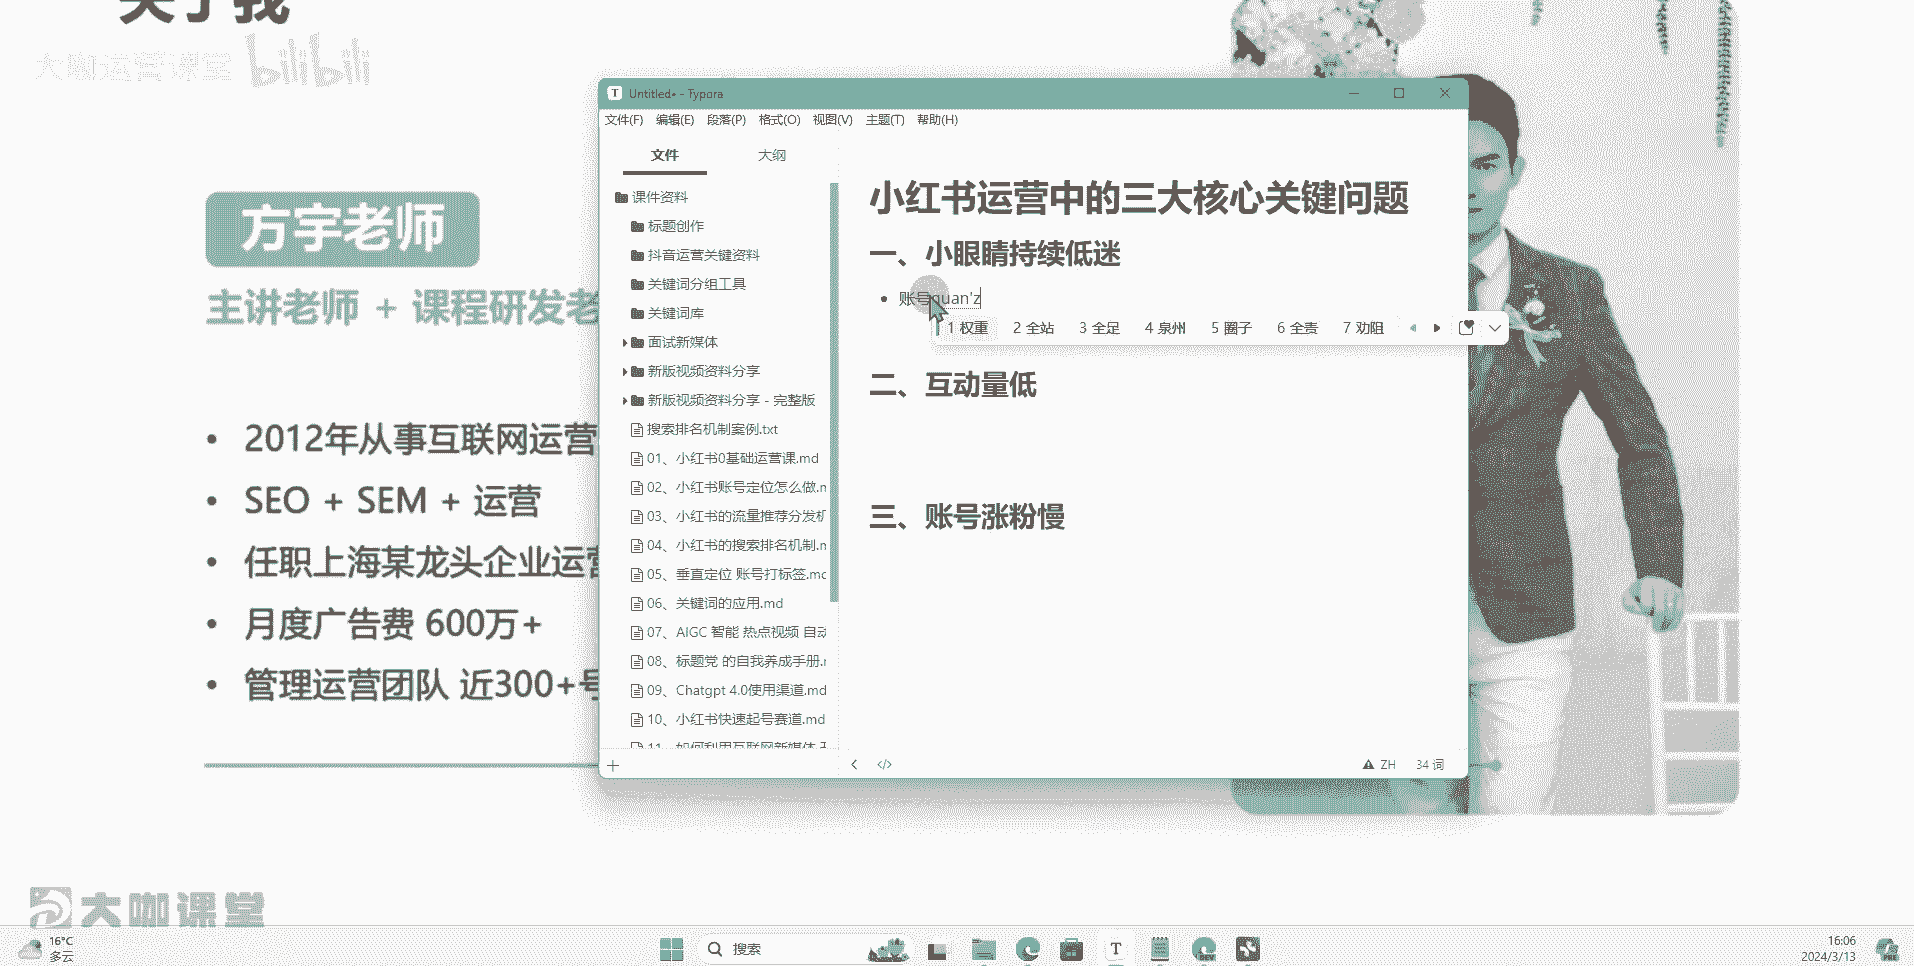 关于我
大咖运营课堂 bilibili
方宇老师
主讲老师 + 课程研发老
2012年从事互联网运营
SEO + SEM + 运营
任职上海某龙头企业运营
月度广告费 600万+
管理运营团队 近300+号
Untitled• - Typora
文件(F) 编辑(E) 段落(P) 格式(O) 视图(V) 主题(T) 帮助(H)
文件 大纲
课件资料
标题创作
抖音运营关键资料
关键词分组工具
关键词库
面试新媒体
新版视频资料分享
新版视频资料分享 - 完整版
搜索排名机制案例.txt
01、小红书0基础运营课.md
02、小红书账号定位怎么做.m
03、小红书的流量推荐分发机
04、小红书的搜索排名机制.m
05、垂直定位 账号打标签.md
06、关键词的应用.md
07、AIGC 智能 热点视频 自动
08、标题党 的自我养成手册.r
09、Chatgpt 4.0使用渠道.md
10、小红书快速起号赛道.md
11、如何利用互联网新媒体
小红书运营中的三大核心关键问题
一、小眼睛持续低迷
账号quan'z
1 权重 2 全站 3 全足 4 泉州 5 圈子 6 全责 7 劝阻
二、互动量低
三、账号涨粉慢
ZH 34 词
大咖课堂
16°C
多云
搜索
16:06
2024/3/13